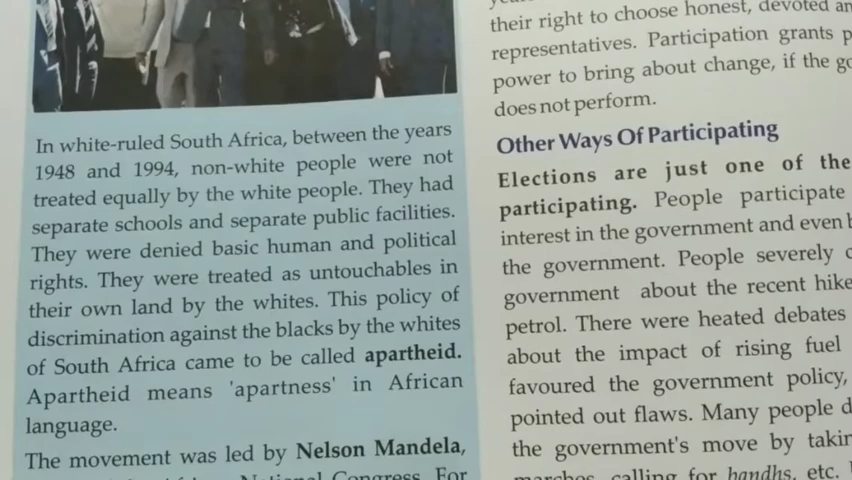 In white-ruled South Africa, between the years
1948 and 1994, non-white people were not
treated equally by the white people. They had
separate schools and separate public facilities.
They were denied basic human and political
rights. They were treated as untouchables in
their own land by the whites. This policy of
discrimination against the blacks by the whites
of South Africa came to be called apartheid.
Apartheid means 'apartness' in African
language.
The movement was led by Nelson Mandela,
National Congress. For
their right to choose honest, devoted
representatives. Participation grants
power to bring about change, if the
does not perform.
Other Ways Of Participating
Elections are just one of the
participating. People participate
interest in the government and even
the government. People severely
government about the recent hike
petrol. There were heated debates
about the impact of rising fuel
favoured the government policy,
pointed out flaws. Many people
the government's move by
marches, calling for bandhs, etc.